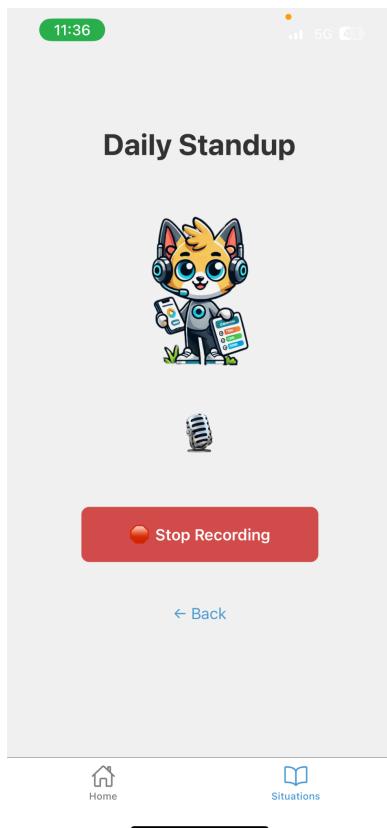 11:36
5G
Daily Standup
Stop Recording
← Back
Home
Situations